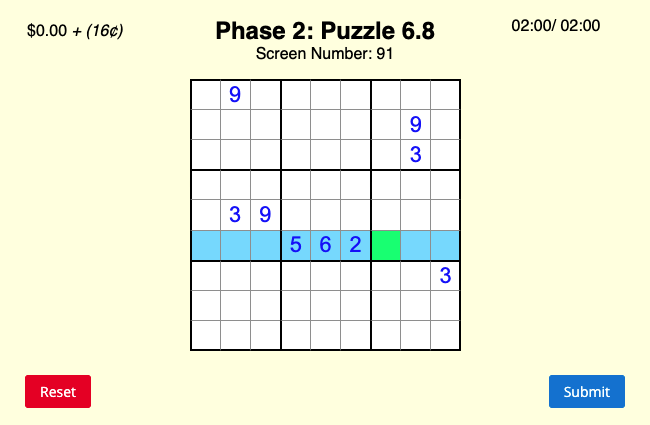 $0.00 + (16¢)
Phase 2: Puzzle 6.8
02:00/ 02:00
Screen Number: 91
9
9
3
3 9
5 6 2
3
Reset
Submit